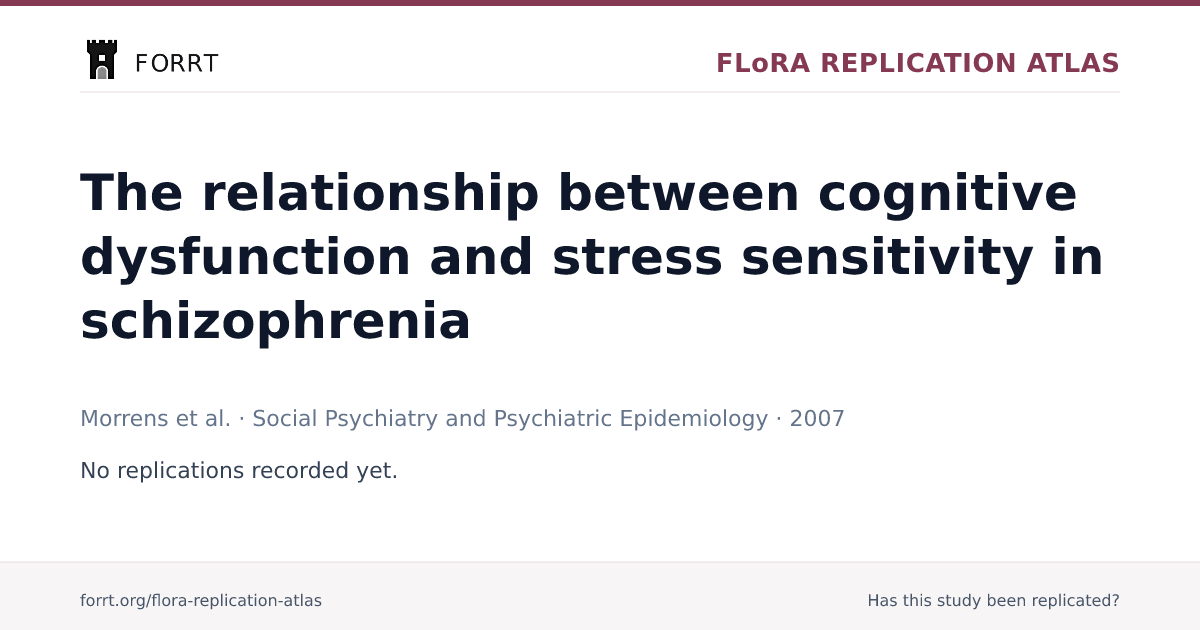 FORRT
FLoRA REPLICATION ATLAS
The relationship between cognitive
dysfunction and stress sensitivity in
schizophrenia
Morrens et al. · Social Psychiatry and Psychiatric Epidemiology · 2007
No replications recorded yet.
forrt.org/flora-replication-atlas
Has this study been replicated?